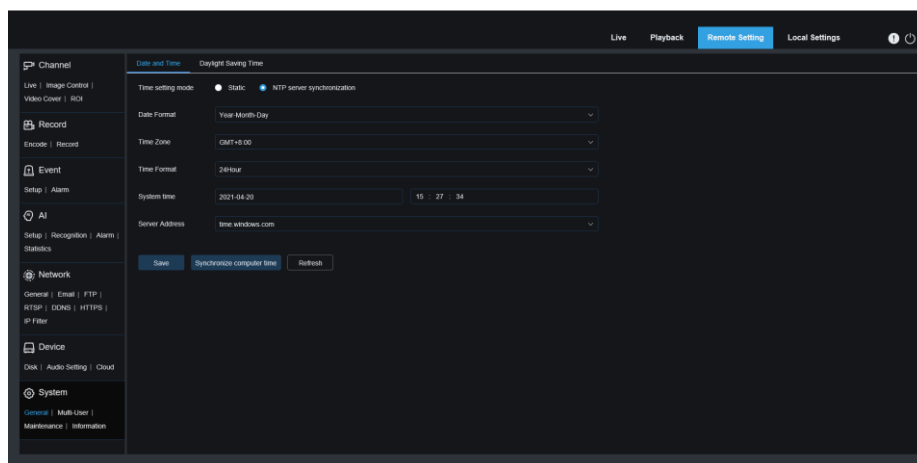 Live Playback Remote Setting Local Settings
Channel
Live | Image Control |
Video Cover | ROI
Record
Encode | Record
Event
Setup | Alarm
AI
Setup | Recognition | Alarm |
Statistics
Network
General | Email | FTP |
RTSP | DDNS | HTTPS |
IP Filter
Device
Disk | Audio Setting | Cloud
System
General | Multi-User |
Maintenance | Information
Date and Time Daylight Saving Time
Time setting mode Static NTP server synchronization
Date Format Year-Month-Day
Time Zone GMT+8:00
Time Format 24Hour
System time 2021-04-20 15 : 27 : 34
Server Address time.windows.com
Save Synchronize computer time Refresh